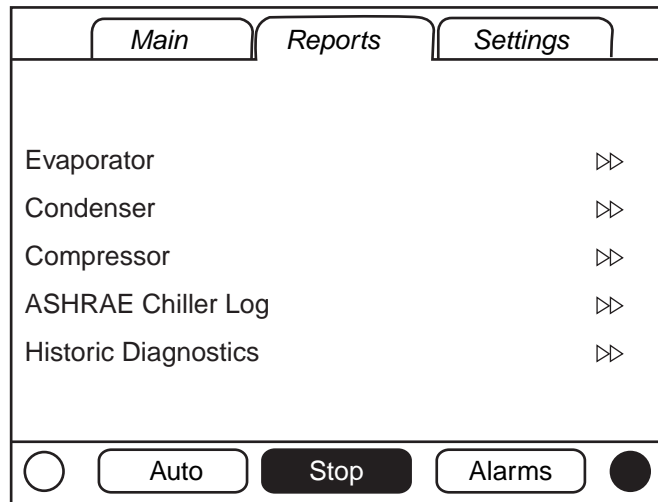 Main Reports Settings
Evaporator
Condenser
Compressor
ASHRAE Chiller Log
Historic Diagnostics
Auto Stop Alarms